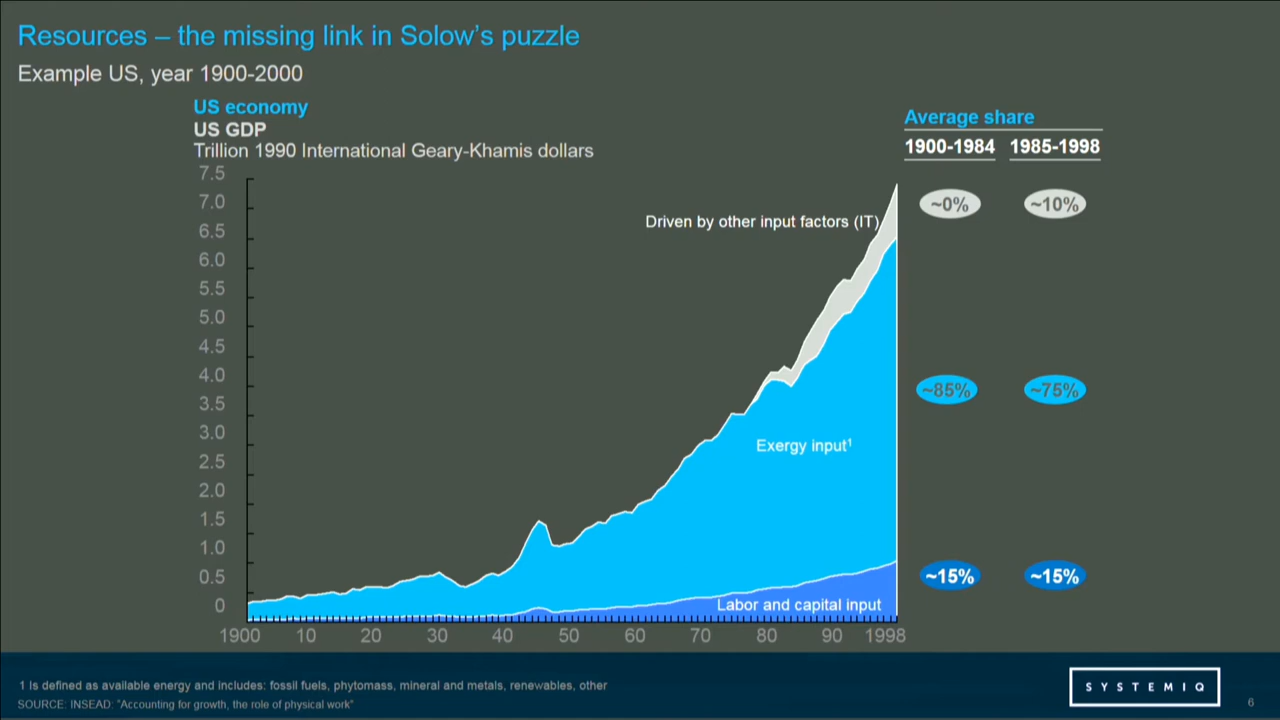 Resources – the missing link in Solow's puzzle
Example US, year 1900-2000
US economy
US GDP
Trillion 1990 International Geary-Khamis dollars
Average share
1900-1984 1985-1998
7.5
7.0
6.5
6.0
5.5
5.0
4.5
4.0
3.5
3.0
2.5
2.0
1.5
1.0
0.5
0
Driven by other input factors (IT)
~0% ~10%
~85% ~75%
Exergy input¹
~15% ~15%
Labor and capital input
1900 10 20 30 40 50 60 70 80 90 1998
1 Is defined as available energy and includes: fossil fuels, phytomass, mineral and metals, renewables, other
SOURCE: INSEAD: "Accounting for growth, the role of physical work"
SYSTEMIQ
6